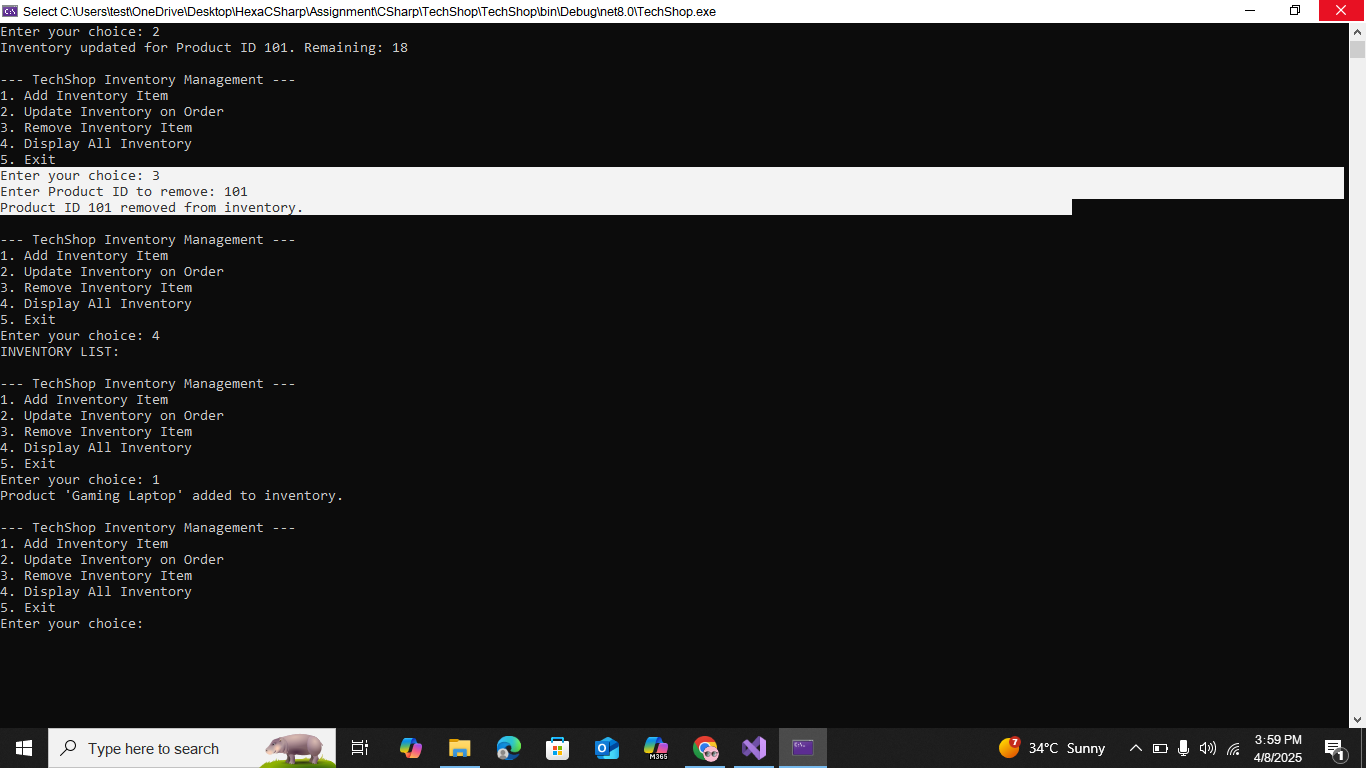 Select C:\Users\test\OneDrive\Desktop\HexaCSharp\Assignment\CSharp\TechShop\TechShop\bin\Debug\net8.0\TechShop.exe
Enter your choice: 2
Inventory updated for Product ID 101. Remaining: 18
--- TechShop Inventory Management ---
1. Add Inventory Item
2. Update Inventory on Order
3. Remove Inventory Item
4. Display All Inventory
5. Exit
Enter your choice: 3
Enter Product ID to remove: 101
Product ID 101 removed from inventory.
--- TechShop Inventory Management ---
1. Add Inventory Item
2. Update Inventory on Order
3. Remove Inventory Item
4. Display All Inventory
5. Exit
Enter your choice: 4
INVENTORY LIST:
--- TechShop Inventory Management ---
1. Add Inventory Item
2. Update Inventory on Order
3. Remove Inventory Item
4. Display All Inventory
5. Exit
Enter your choice: 1
Product 'Gaming Laptop' added to inventory.
--- TechShop Inventory Management ---
1. Add Inventory Item
2. Update Inventory on Order
3. Remove Inventory Item
4. Display All Inventory
5. Exit
Enter your choice:
Type here to search
M365
7
34°C Sunny
3:59 PM
4/8/2025
1